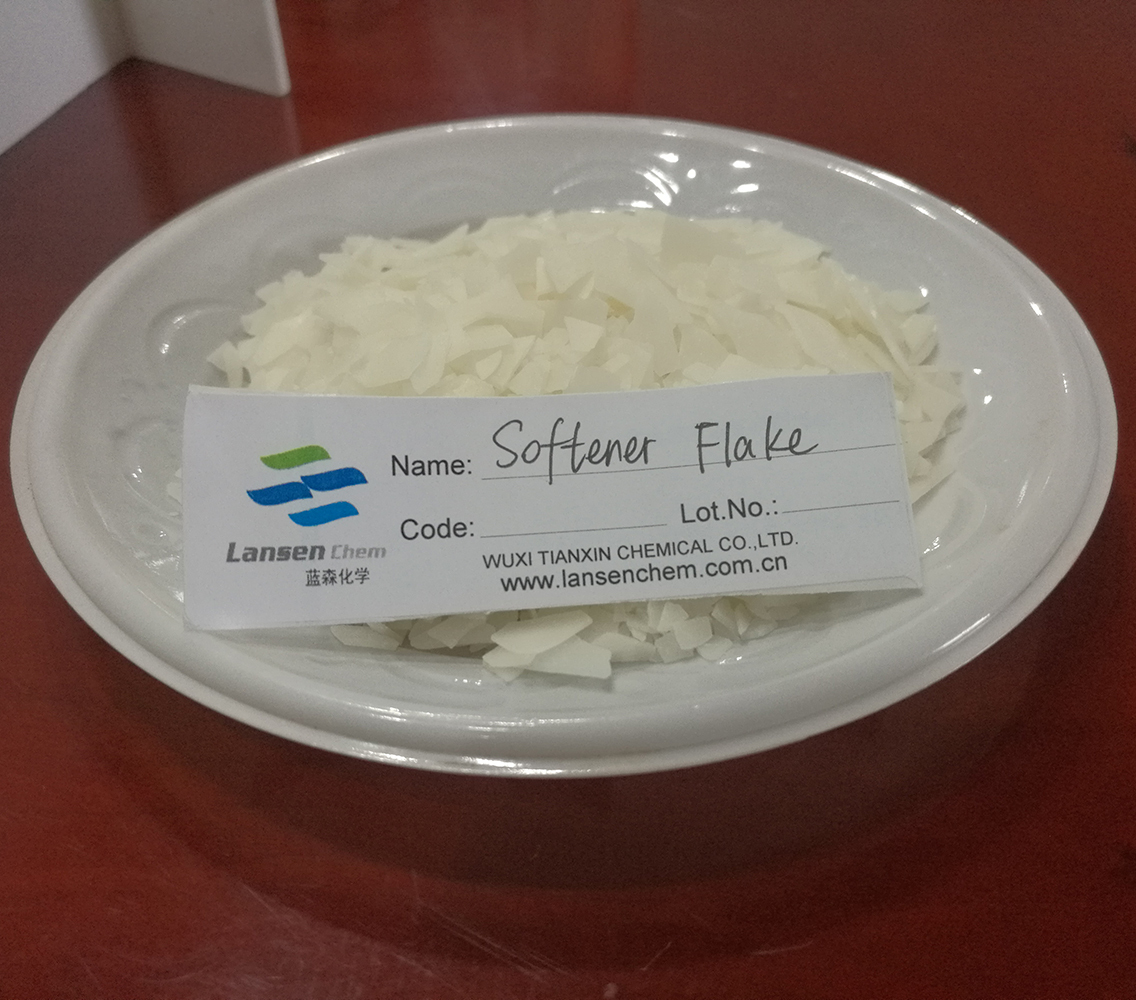 Name: Softener Flake
Code: Lot.No.:
Lansen Chem
蓝森化学
WUXI TIANXIN CHEMICAL CO.,LTD.
www.lansenchem.com.cn